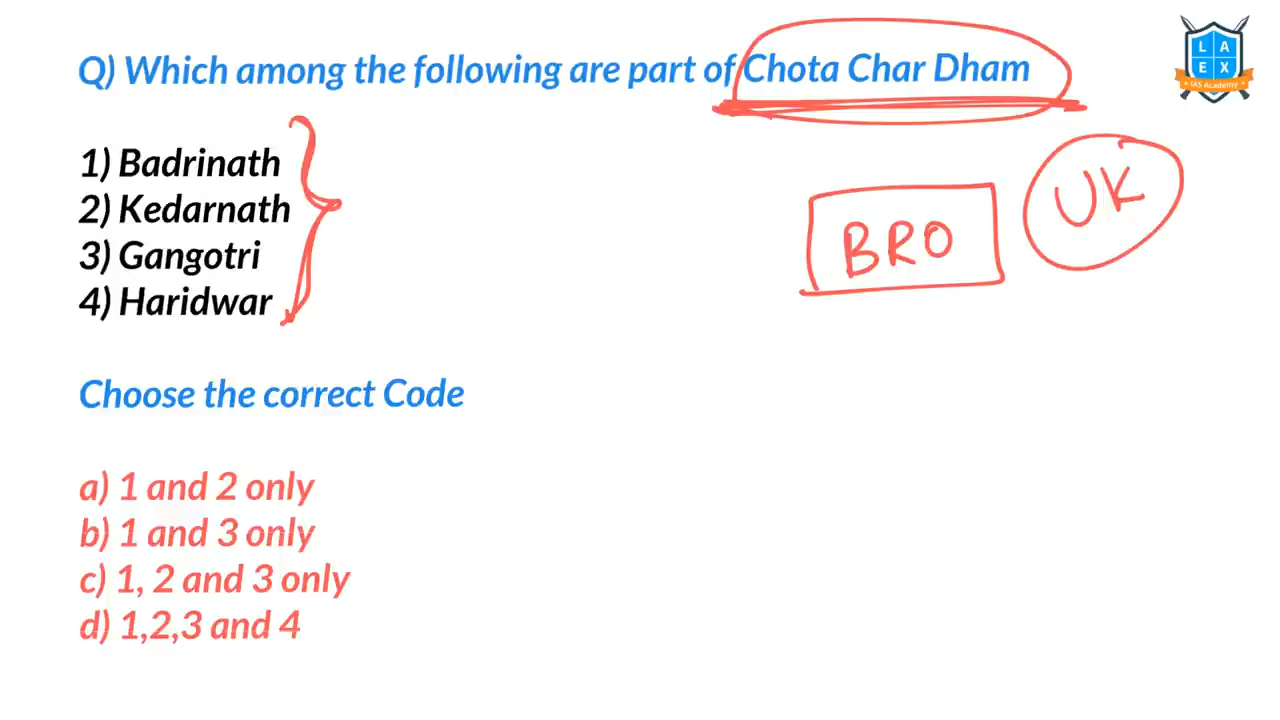 Q) Which among the following are part of Chota Char Dham
L A
E X
IAS Academy
1) Badrinath
2) Kedarnath
3) Gangotri
4) Haridwar
UK
BRO
Choose the correct Code
a) 1 and 2 only
b) 1 and 3 only
c) 1, 2 and 3 only
d) 1,2,3 and 4